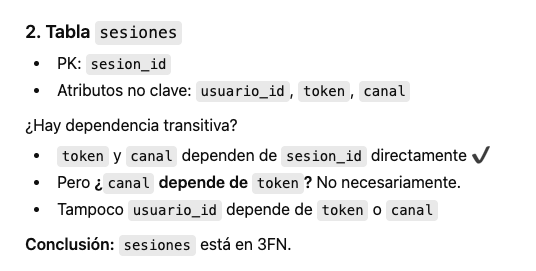 2. Tabla sesiones
• PK: sesion_id
• Atributos no clave: usuario_id, token, canal
¿Hay dependencia transitiva?
• token y canal dependen de sesion_id directamente ✔
• Pero ¿canal depende de token? No necesariamente.
• Tampoco usuario_id depende de token o canal
Conclusión: sesiones está en 3FN.